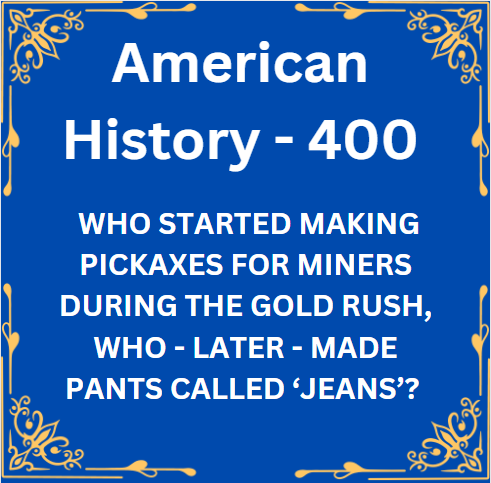 American
History - 400
WHO STARTED MAKING
PICKAXES FOR MINERS
DURING THE GOLD RUSH,
WHO - LATER - MADE
PANTS CALLED ‘JEANS’?